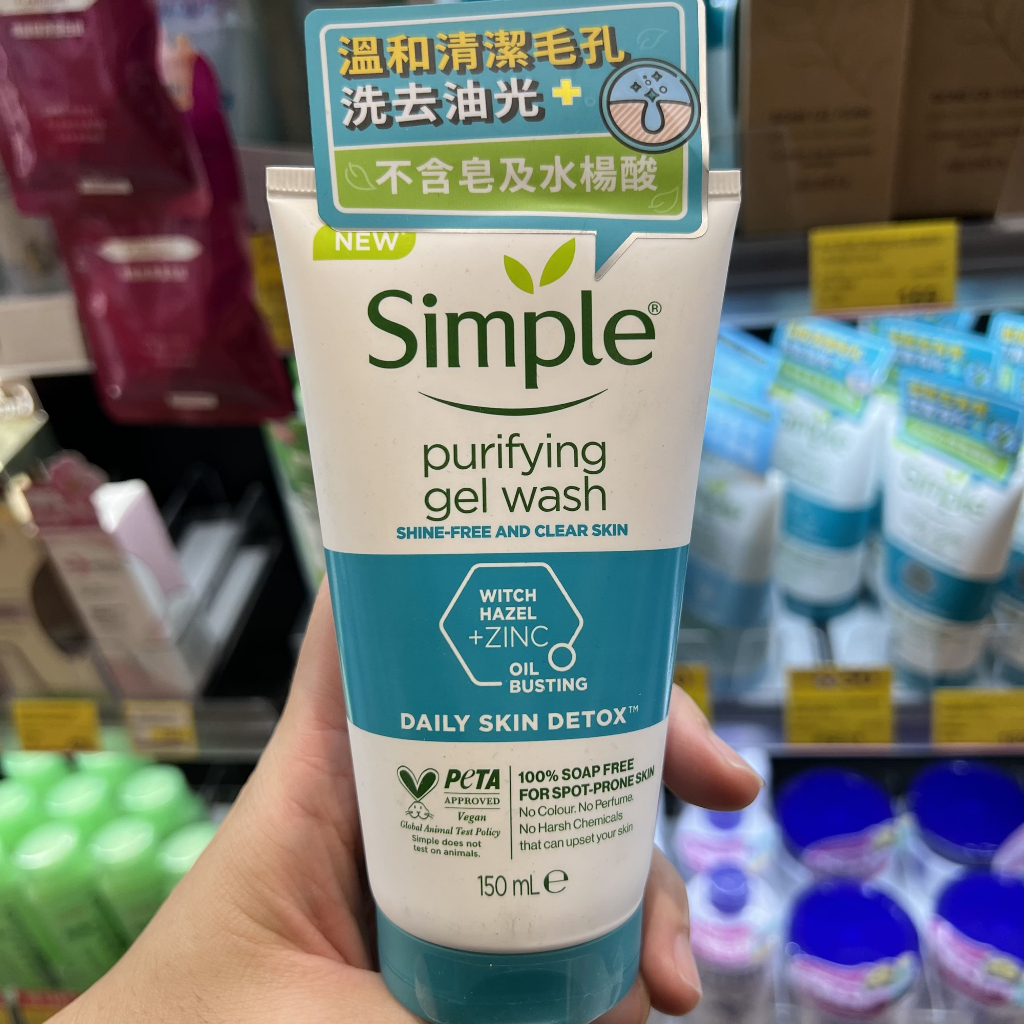 溫和清潔毛孔
洗去油光+
不含皂及水楊酸
NEW*
Simple®
purifying
gel wash
SHINE-FREE AND CLEAR SKIN
WITCH
HAZEL
+ZINC
OIL
BUSTING
DAILY SKIN DETOX™
PETA
APPROVED
Vegan
Global Animal Test Policy
Simple does not
test on animals.
100% SOAP FREE
FOR SPOT-PRONE SKIN
No Colour. No Perfume.
No Harsh Chemicals
that can upset your skin
150 mL ℮
Simple